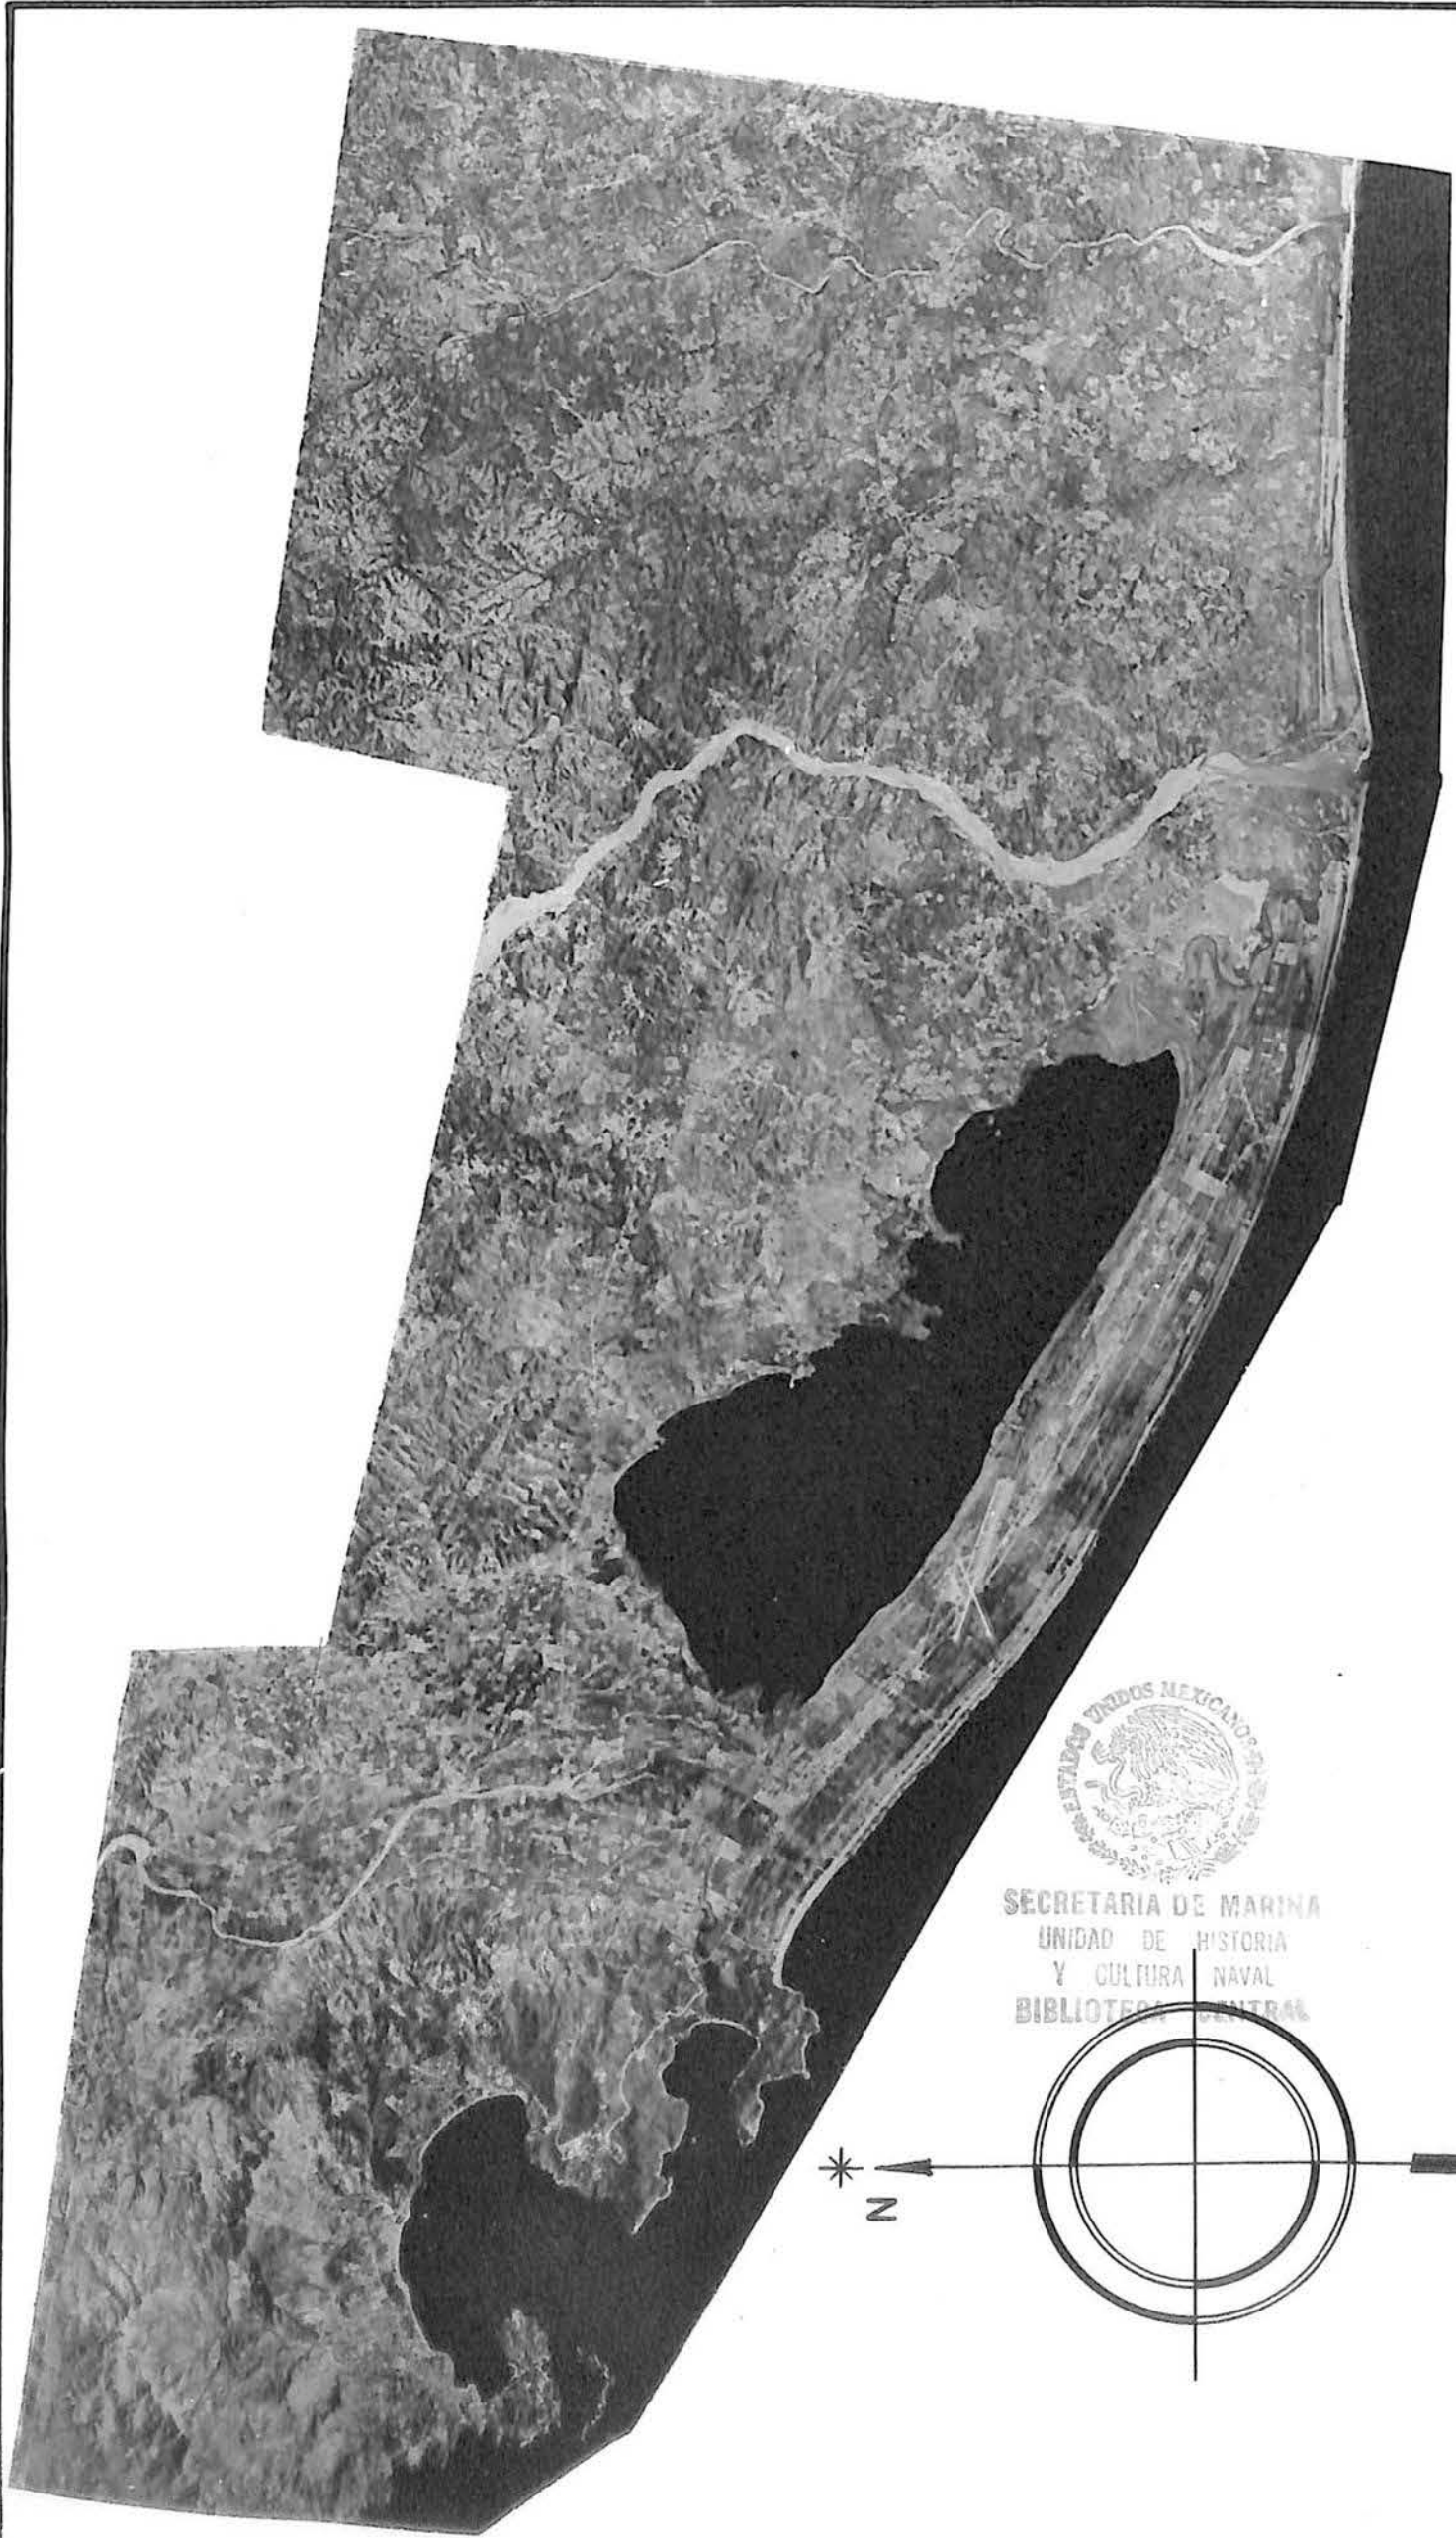 ESTADOS UNIDOS MEXICANOS
SECRETARIA DE MARINA
UNIDAD DE HISTORIA
Y CULTURA NAVAL
BIBLIOTECA CENTRAL
N